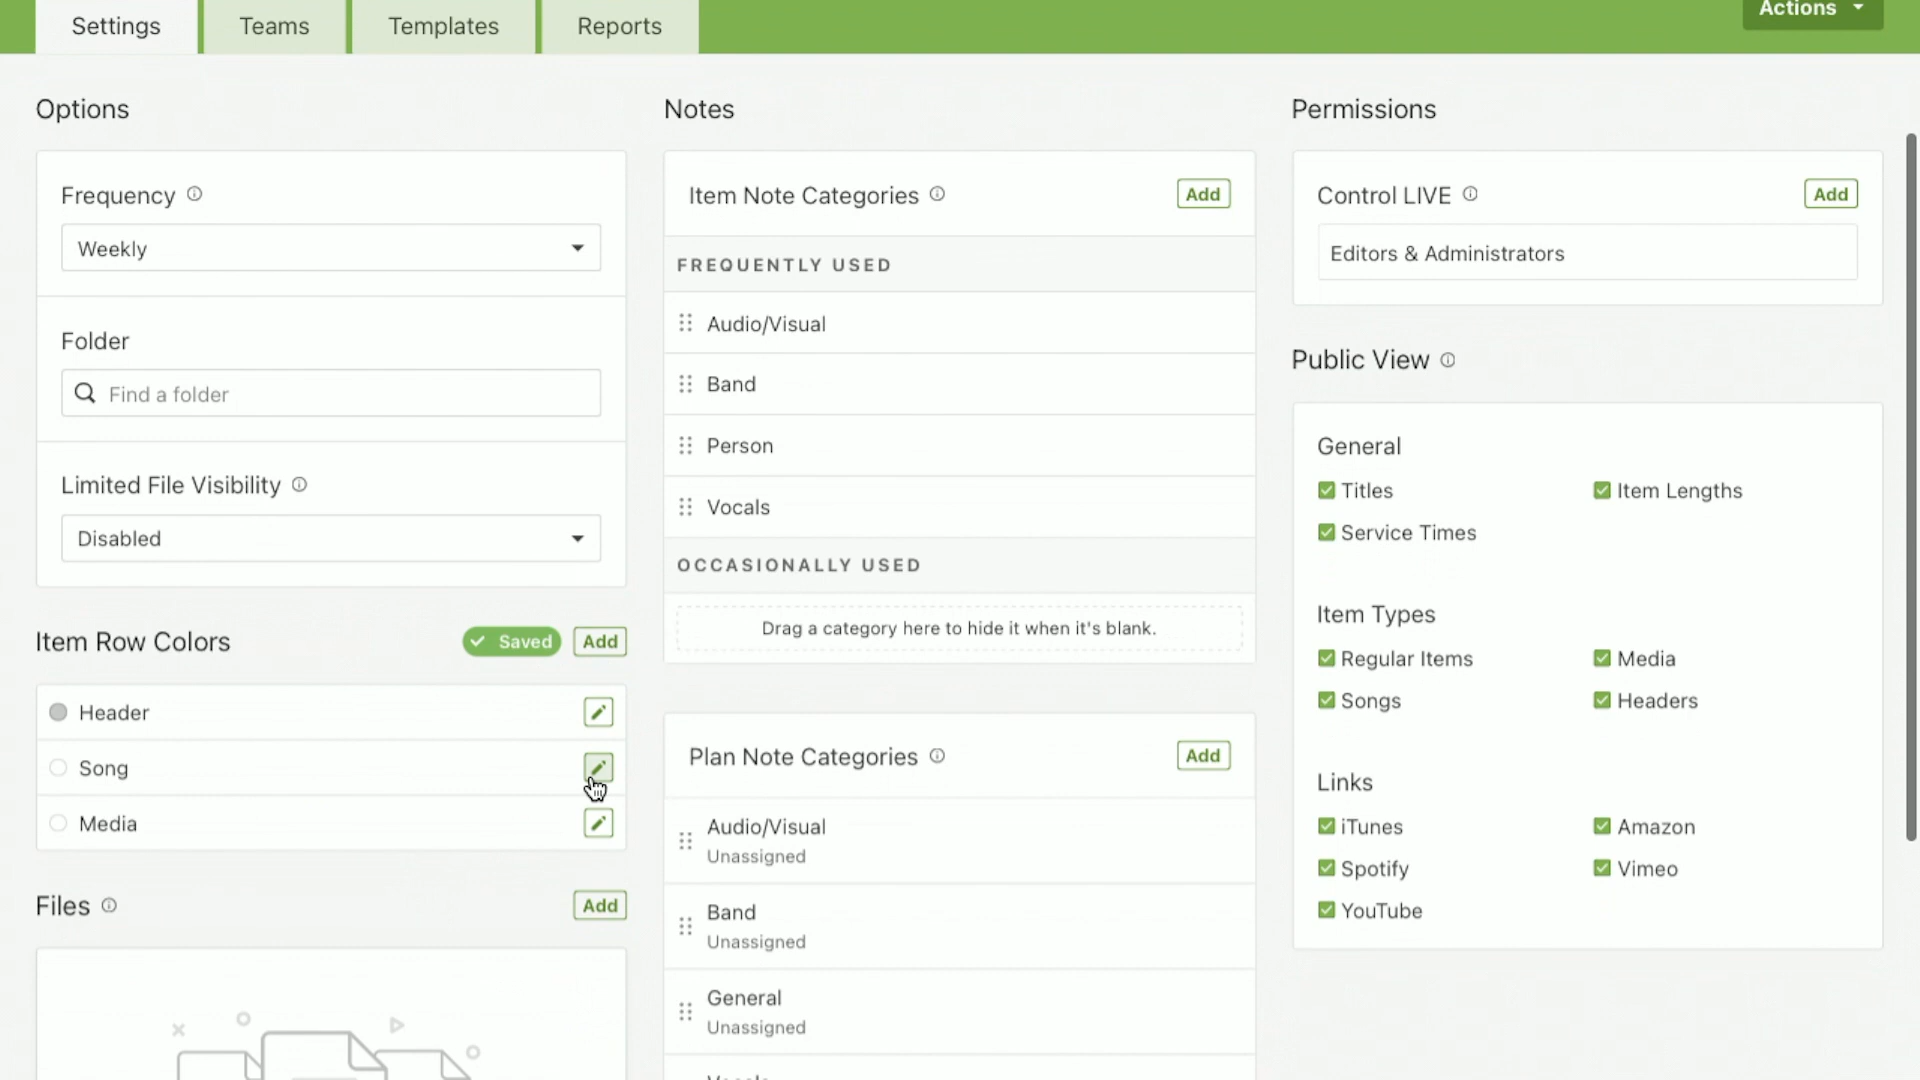 Settings
Teams
Templates
Reports
Actions
Options
Frequency
Weekly
Folder
Find a folder
Limited File Visibility
Disabled
Item Row Colors
Saved
Add
Header
Song
Media
Files
Add
Notes
Item Note Categories
Add
FREQUENTLY USED
Audio/Visual
Band
Person
Vocals
OCCASIONALLY USED
Drag a category here to hide it when it's blank.
Plan Note Categories
Add
Audio/Visual
Unassigned
Band
Unassigned
General
Unassigned
Permissions
Control LIVE
Add
Editors & Administrators
Public View
General
Titles
Item Lengths
Service Times
Item Types
Regular Items
Media
Songs
Headers
Links
iTunes
Amazon
Spotify
Vimeo
YouTube